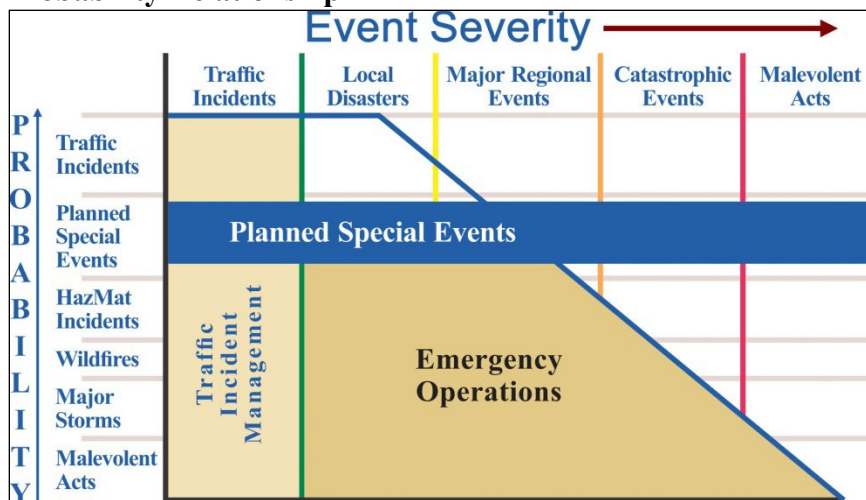 Event Severity
Traffic
Incidents
Local
Disasters
Major Regional
Events
Catastrophic
Events
Malevolent
Acts
PROBABILITY
Traffic
Incidents
Planned
Special
Events
HazMat
Incidents
Wildfires
Major
Storms
Malevolent
Acts
Planned Special Events
Traffic
Incident
Management
Emergency
Operations